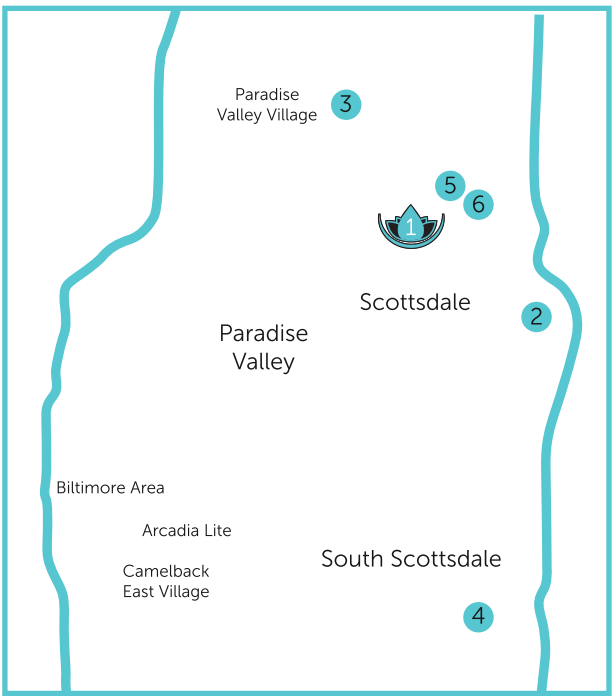 Paradise
Valley Village
3
5
6
1
Scottsdale
2
Paradise
Valley
Biltmore Area
Arcadia Lite
South Scottsdale
Camelback
East Village
4